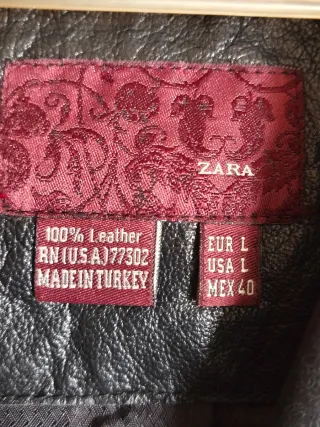 ZARA
100% Leather
RN(U.S.A)77302
MADE IN TURKEY
EUR L
USA L
MEX 40